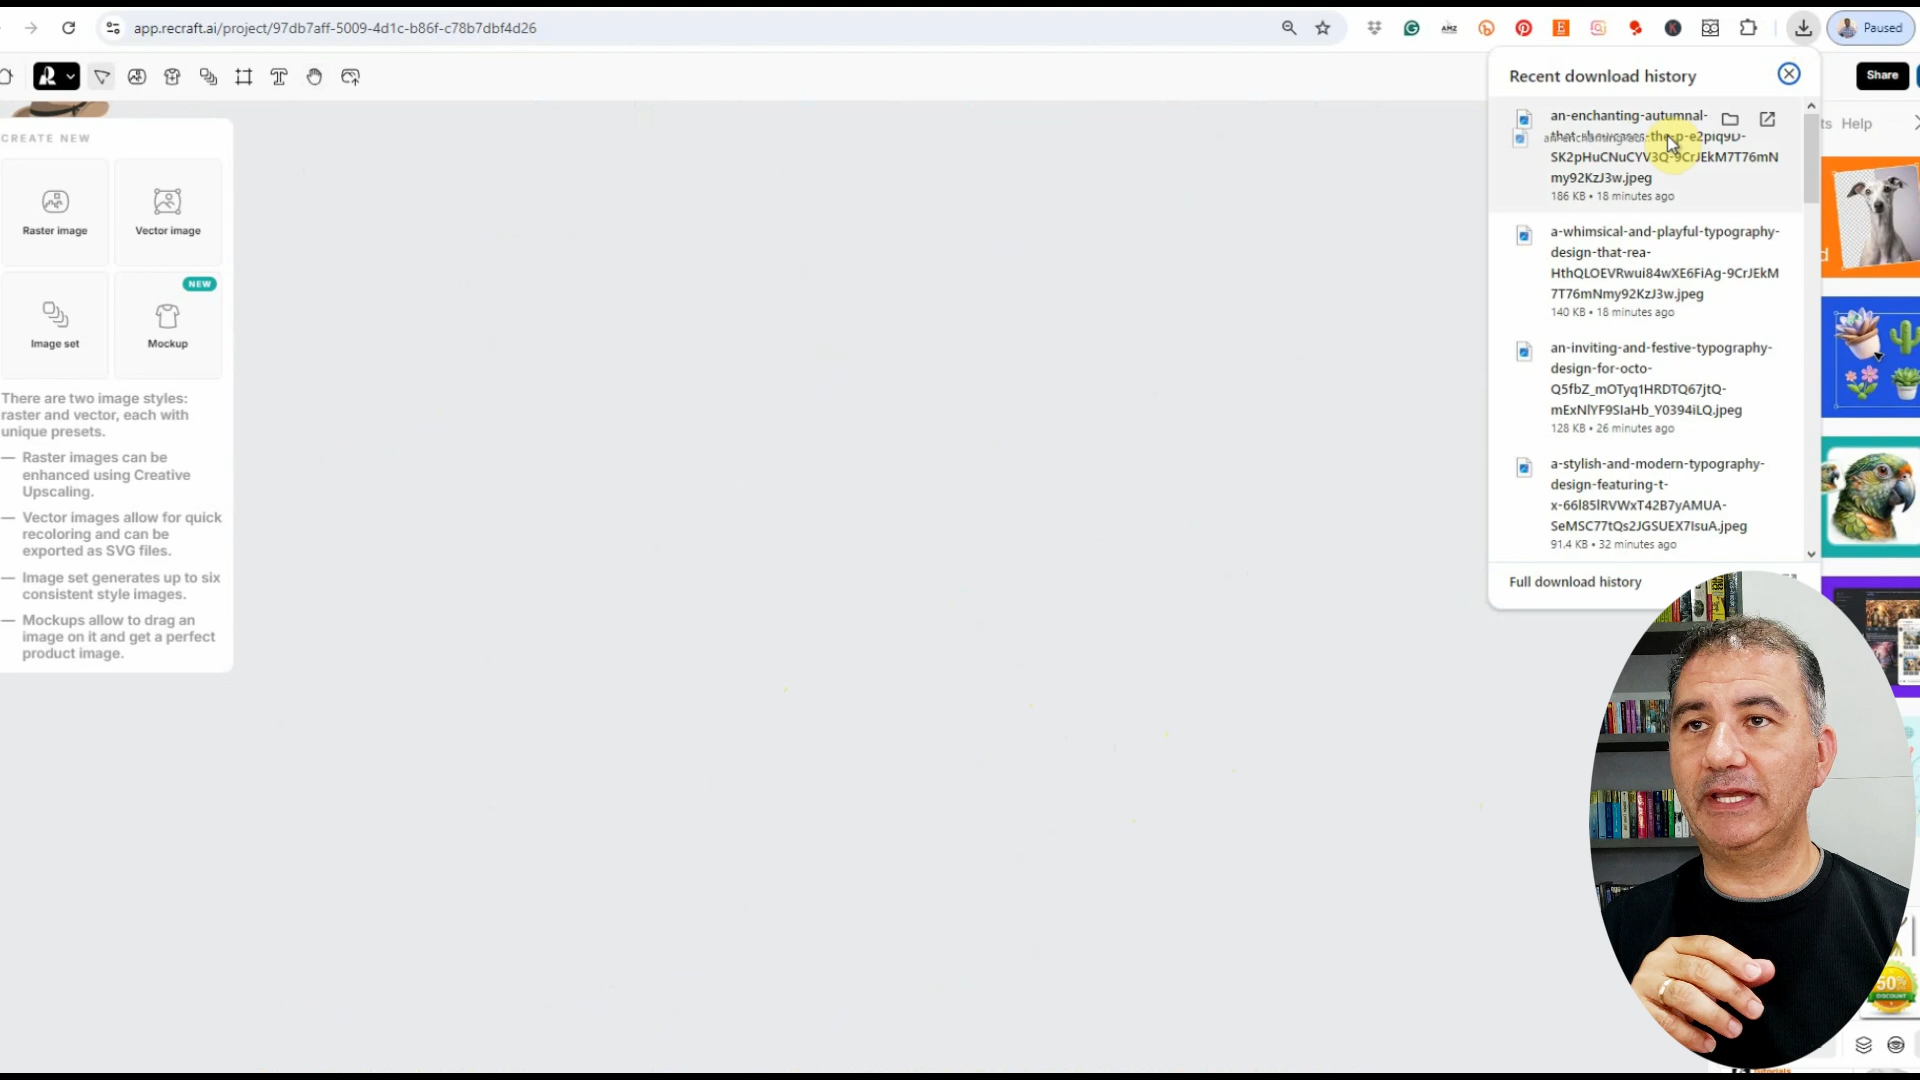 app.recraft.ai/project/97db7aff-5009-4d1c-b86f-c78b7dbf4d26
AMZ
Paused
Share
Recent download history
an-enchanting-autumnal-
SK2pHuCNuCYV3Q-9CrJEkM7T76mN
my92KzJ3w.jpeg
186 KB • 18 minutes ago
a-whimsical-and-playful-typography-
design-that-rea-
HthQLOEVRwui84wXE6FiAg-9CrJEkM
7T76mNmy92KzJ3w.jpeg
140 KB • 18 minutes ago
an-inviting-and-festive-typography-
design-for-octo-
Q5fbZ_mOTyq1HRDTQ67jtQ-
mExNlYF9SIaHb_Y0394iLQ.jpeg
128 KB • 26 minutes ago
a-stylish-and-modern-typography-
design-featuring-t-
x-66l85lRVWxT42B7yAMUA-
SeMSC77tQs2JGSUEX7IsuA.jpeg
91.4 KB • 32 minutes ago
Full download history
Help
CREATE NEW
Raster image
Vector image
NEW
Image set
Mockup
There are two image styles:
raster and vector, each with
unique presets.
— Raster images can be
enhanced using Creative
Upscaling.
— Vector images allow for quick
recoloring and can be
exported as SVG files.
— Image set generates up to six
consistent style images.
— Mockups allow to drag an
image on it and get a perfect
product image.
50%
DISCOUNT